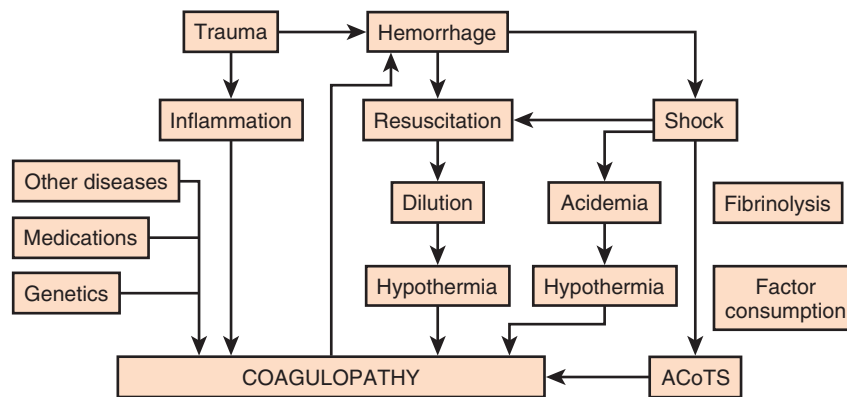 Trauma
Hemorrhage
Inflammation
Resuscitation
Shock
Other diseases
Dilution
Acidemia
Fibrinolysis
Medications
Genetics
Hypothermia
Hypothermia
Factor
consumption
COAGULOPATHY
ACoTS